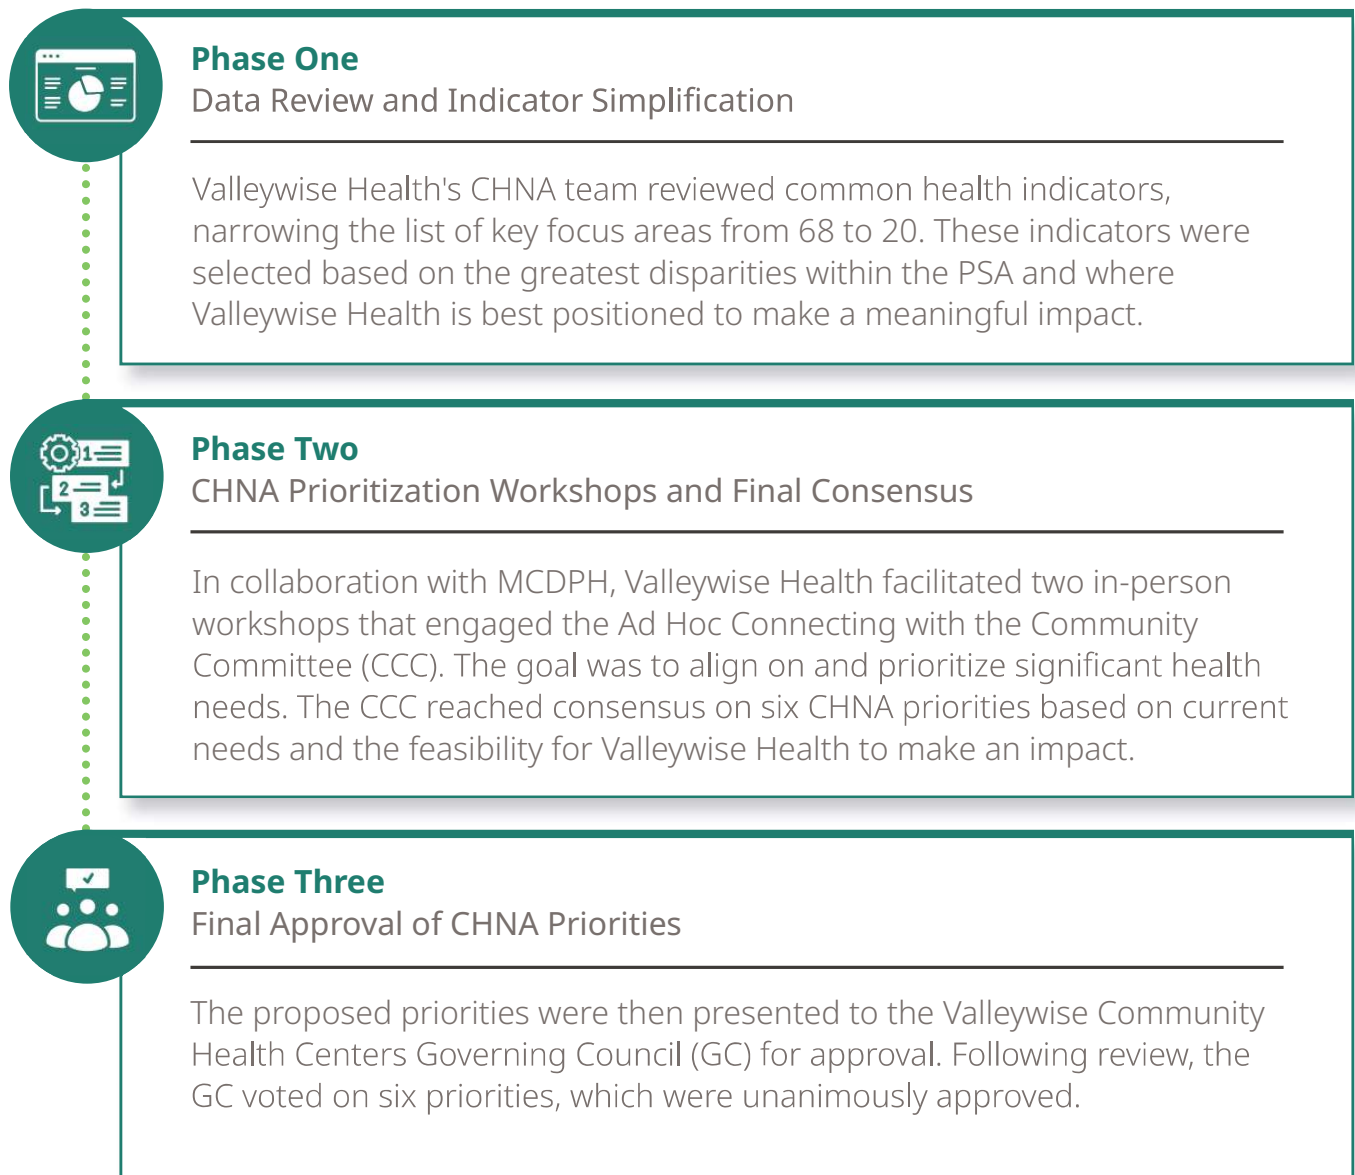 Phase One
Data Review and Indicator Simplification
Valleywise Health's CHNA team reviewed common health indicators,
narrowing the list of key focus areas from 68 to 20. These indicators were
selected based on the greatest disparities within the PSA and where
Valleywise Health is best positioned to make a meaningful impact.
1
2
3
Phase Two
CHNA Prioritization Workshops and Final Consensus
In collaboration with MCDPH, Valleywise Health facilitated two in-person
workshops that engaged the Ad Hoc Connecting with the Community
Committee (CCC). The goal was to align on and prioritize significant health
needs. The CCC reached consensus on six CHNA priorities based on current
needs and the feasibility for Valleywise Health to make an impact.
Phase Three
Final Approval of CHNA Priorities
The proposed priorities were then presented to the Valleywise Community
Health Centers Governing Council (GC) for approval. Following review, the
GC voted on six priorities, which were unanimously approved.